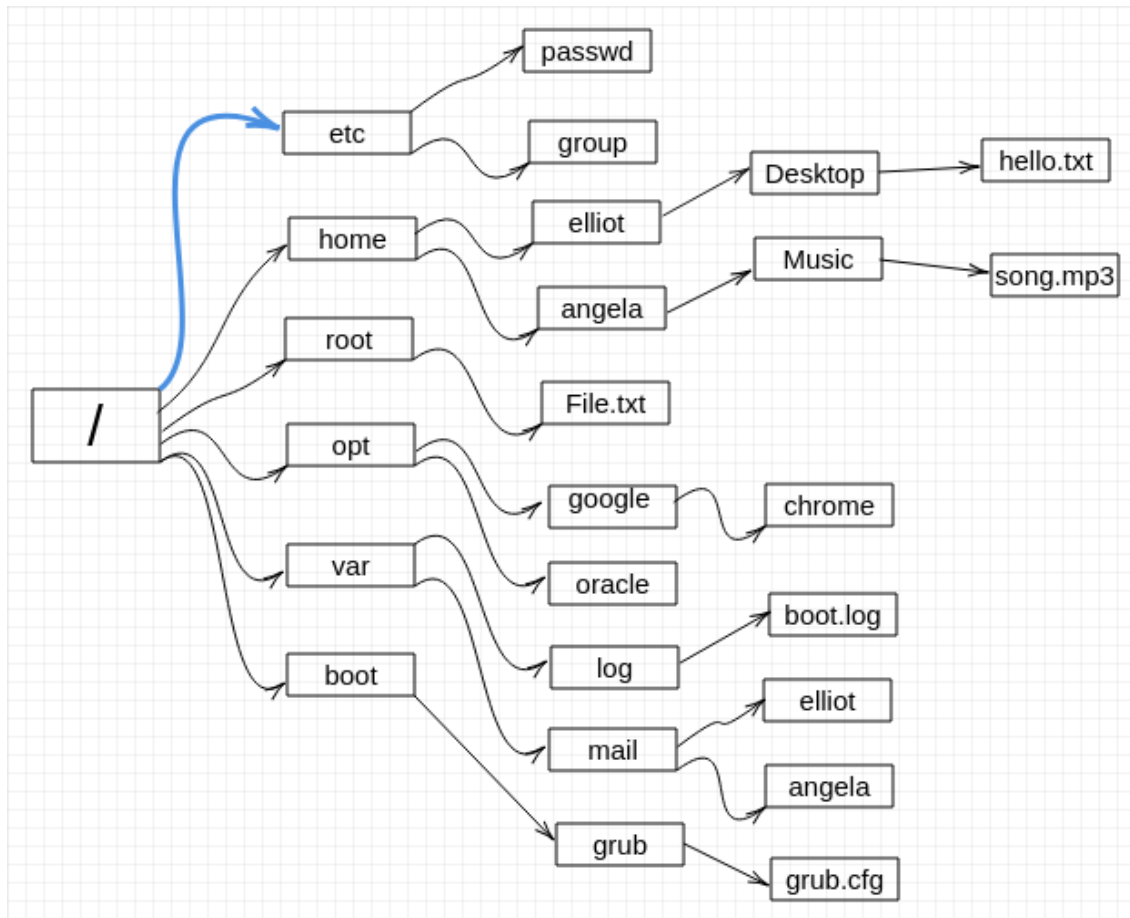 passwd
etc
group
Desktop
hello.txt
elliot
home
Music
song.mp3
angela
root
File.txt
/
opt
google
chrome
var
oracle
boot.log
log
boot
elliot
mail
angela
grub
grub.cfg